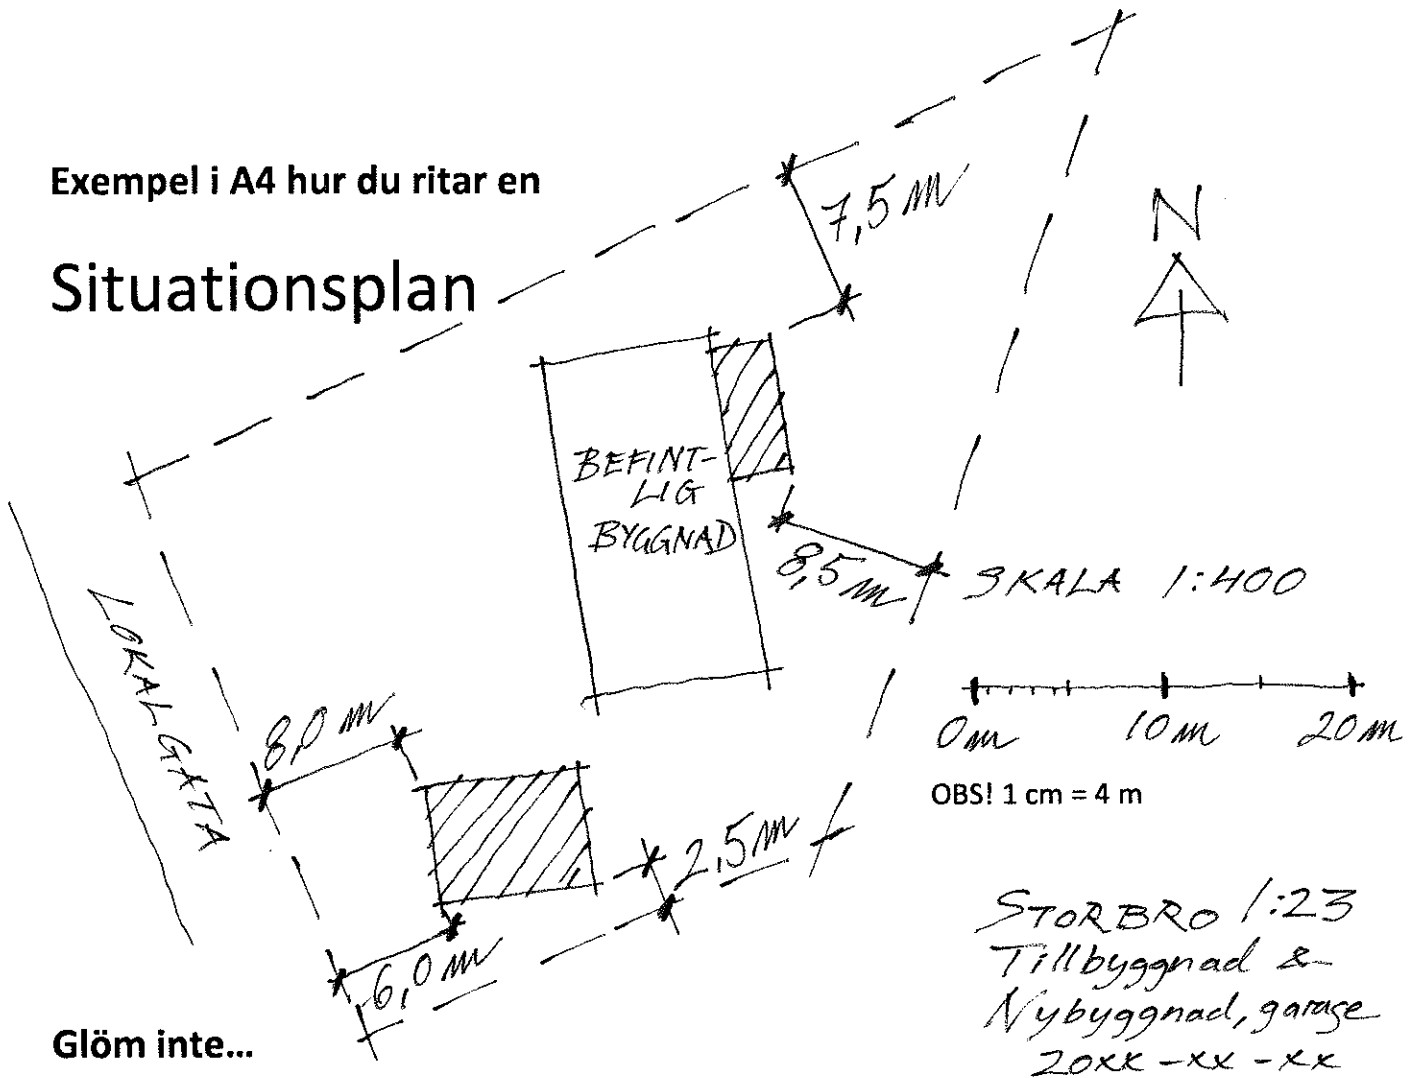 Exempel i A4 hur du ritar en
Situationsplan
7,5 m
N
BEFINT-
LIG
BYGGNAD
8,5 m
SKALA 1:400
0m 10m 20m
OBS! 1 cm = 4 m
LOKALGATA
8,0 m
2,5m
6,0 m
STORBRO 1:23
Tillbyggnad &
Nybyggnad, garage
20xx-xx-xx
Glöm inte...